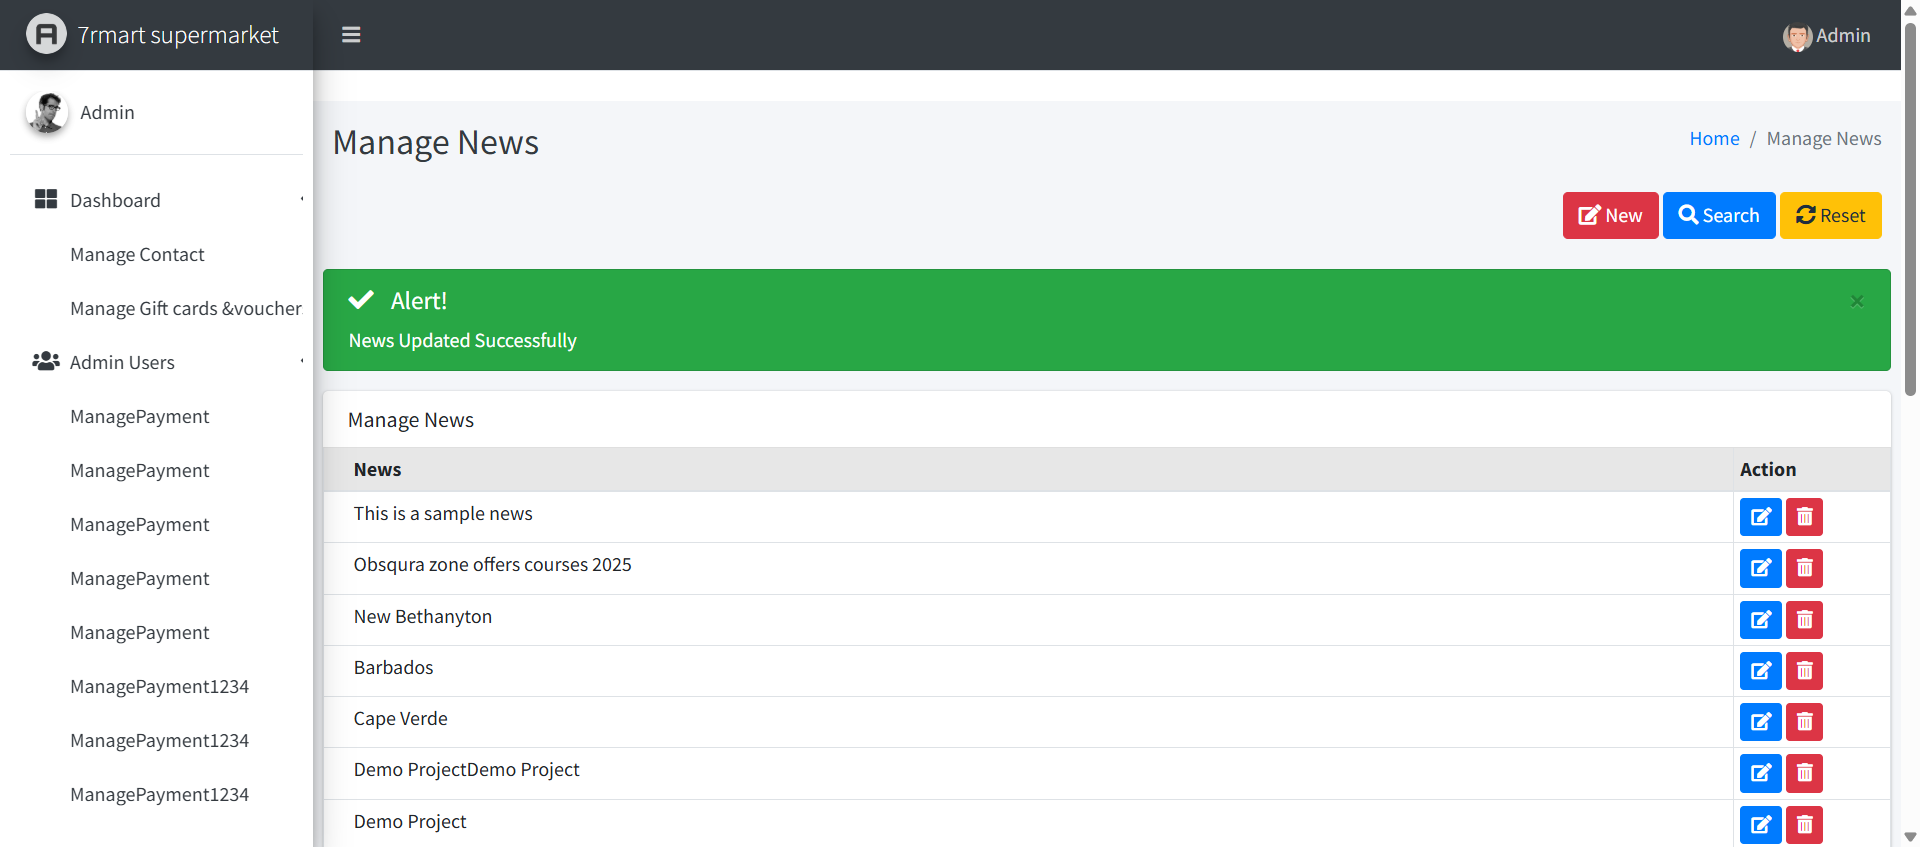 7rmart supermarket
Admin
Admin
Dashboard
Manage Contact
Manage Gift cards &voucher
Admin Users
ManagePayment
ManagePayment
ManagePayment
ManagePayment
ManagePayment
ManagePayment1234
ManagePayment1234
ManagePayment1234
Manage News
Home / Manage News
New Search Reset
Alert! ×
News Updated Successfully
Manage News
News Action
This is a sample news
Obsqura zone offers courses 2025
New Bethanyton
Barbados
Cape Verde
Demo ProjectDemo Project
Demo Project